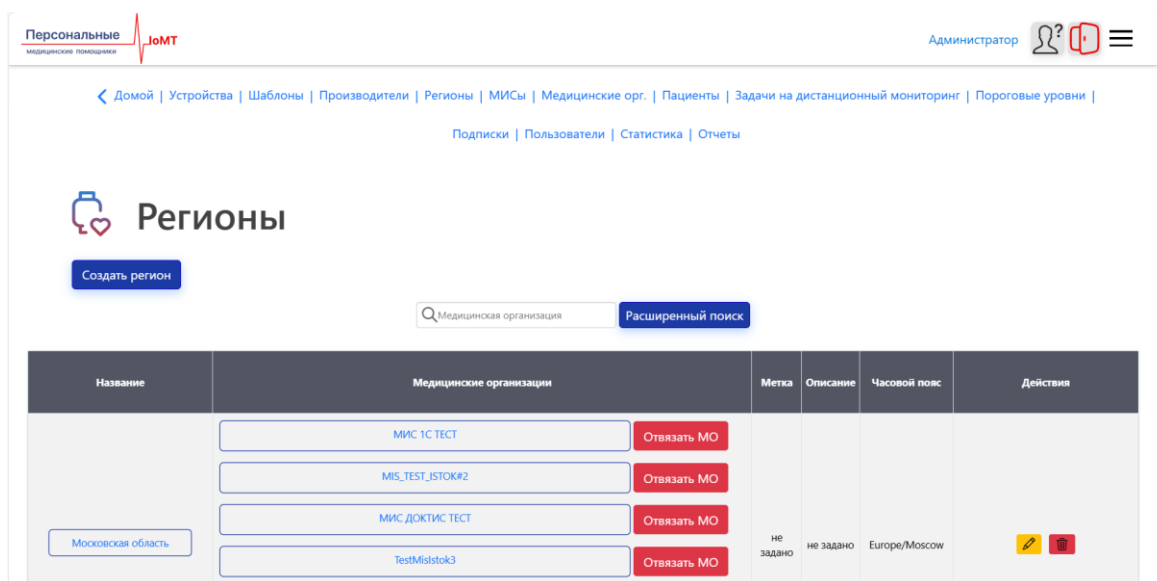 Персональные
медицинские помощники
IoMT
Администратор
Домой | Устройства | Шаблоны | Производители | Регионы | МИСы | Медицинские орг. | Пациенты | Задачи на дистанционный мониторинг | Пороговые уровни |
Подписки | Пользователи | Статистика | Отчеты
Регионы
Создать регион
Медицинская организация Расширенный поиск
Название Медицинские организации Метка Описание Часовой пояс Действия
МИС 1С ТЕСТ Отвязать МО
MIS_TEST_ISTOK#2 Отвязать МО
МИС ДОКТИС ТЕСТ Отвязать МО
Московская область не задано не задано Europe/Moscow
TestMisIstok3 Отвязать МО